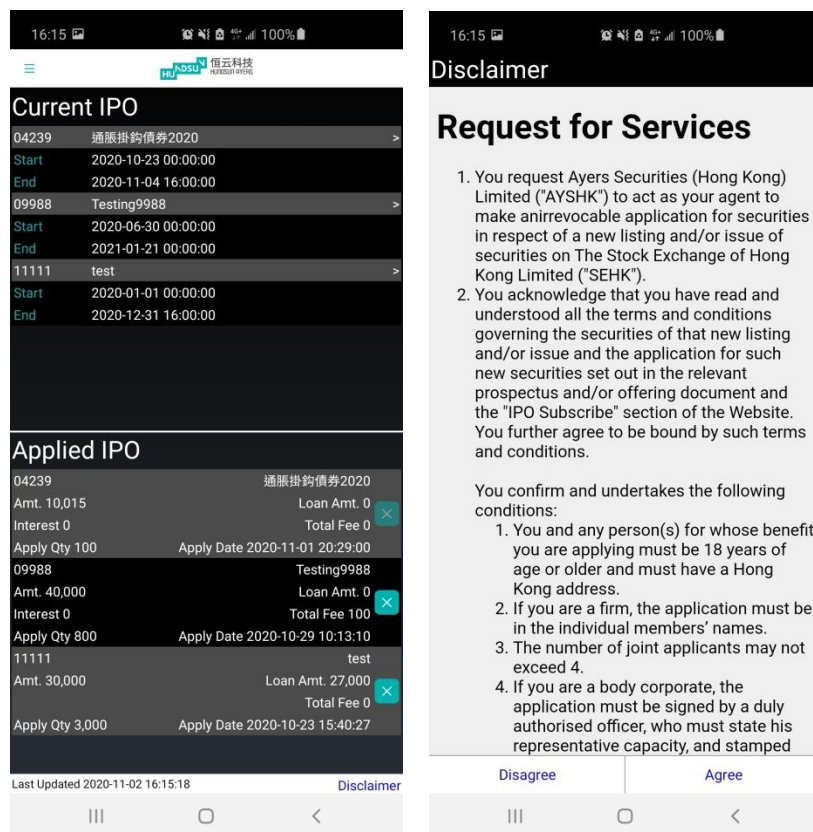 16:15
100%
HUNDSUN 恒云科技
HUNDSUN AYERS
Current IPO
04239 通脹掛鈎債券2020 >
Start 2020-10-23 00:00:00
End 2020-11-04 16:00:00
09988 Testing9988 >
Start 2020-06-30 00:00:00
End 2021-01-21 00:00:00
11111 test >
Start 2020-01-01 00:00:00
End 2020-12-31 16:00:00
Applied IPO
04239 通脹掛鈎債券2020
Amt. 10,015 Loan Amt. 0
Interest 0 Total Fee 0
Apply Qty 100 Apply Date 2020-11-01 20:29:00
09988 Testing9988
Amt. 40,000 Loan Amt. 0
Interest 0 Total Fee 100
Apply Qty 800 Apply Date 2020-10-29 10:13:10
11111 test
Amt. 30,000 Loan Amt. 27,000
Total Fee 0
Apply Qty 3,000 Apply Date 2020-10-23 15:40:27
Last Updated 2020-11-02 16:15:18 Disclaimer
16:15
100%
Disclaimer
Request for Services
1. You request Ayers Securities (Hong Kong)
Limited ("AYSHK") to act as your agent to
make anirrevocable application for securities
in respect of a new listing and/or issue of
securities on The Stock Exchange of Hong
Kong Limited ("SEHK").
2. You acknowledge that you have read and
understood all the terms and conditions
governing the securities of that new listing
and/or issue and the application for such
new securities set out in the relevant
prospectus and/or offering document and
the "IPO Subscribe" section of the Website.
You further agree to be bound by such terms
and conditions.
You confirm and undertakes the following
conditions:
1. You and any person(s) for whose benefit
you are applying must be 18 years of
age or older and must have a Hong
Kong address.
2. If you are a firm, the application must be
in the individual members' names.
3. The number of joint applicants may not
exceed 4.
4. If you are a body corporate, the
application must be signed by a duly
authorised officer, who must state his
representative capacity, and stamped
Disagree Agree